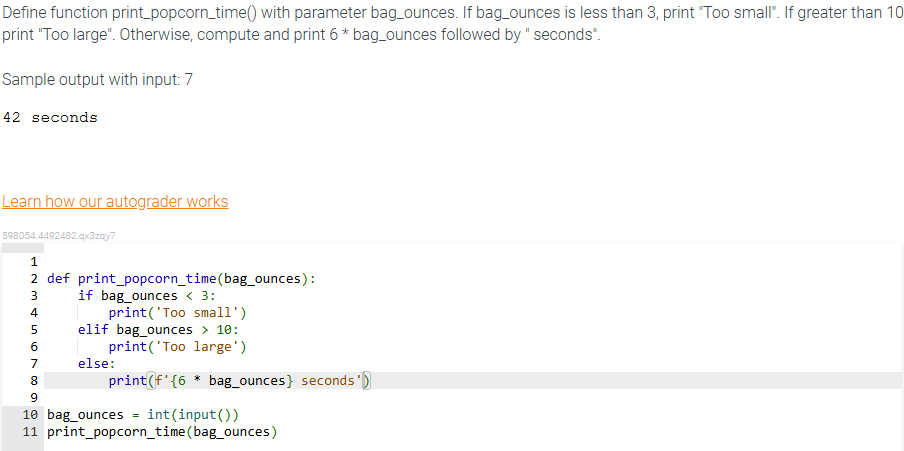 Define function print_popcorn_time() with parameter bag_ounces. If bag_ounces is less than 3, print "Too small". If greater than 10
print "Too large". Otherwise, compute and print 6 * bag_ounces followed by " seconds".
Sample output with input: 7
42 seconds
Learn how our autograder works
598054.4492482.qx3zqy7
1
2 def print_popcorn_time(bag_ounces):
3     if bag_ounces < 3:
4         print('Too small')
5     elif bag_ounces > 10:
6         print('Too large')
7     else:
8         print(f'{6 * bag_ounces} seconds')
9
10 bag_ounces = int(input())
11 print_popcorn_time(bag_ounces)